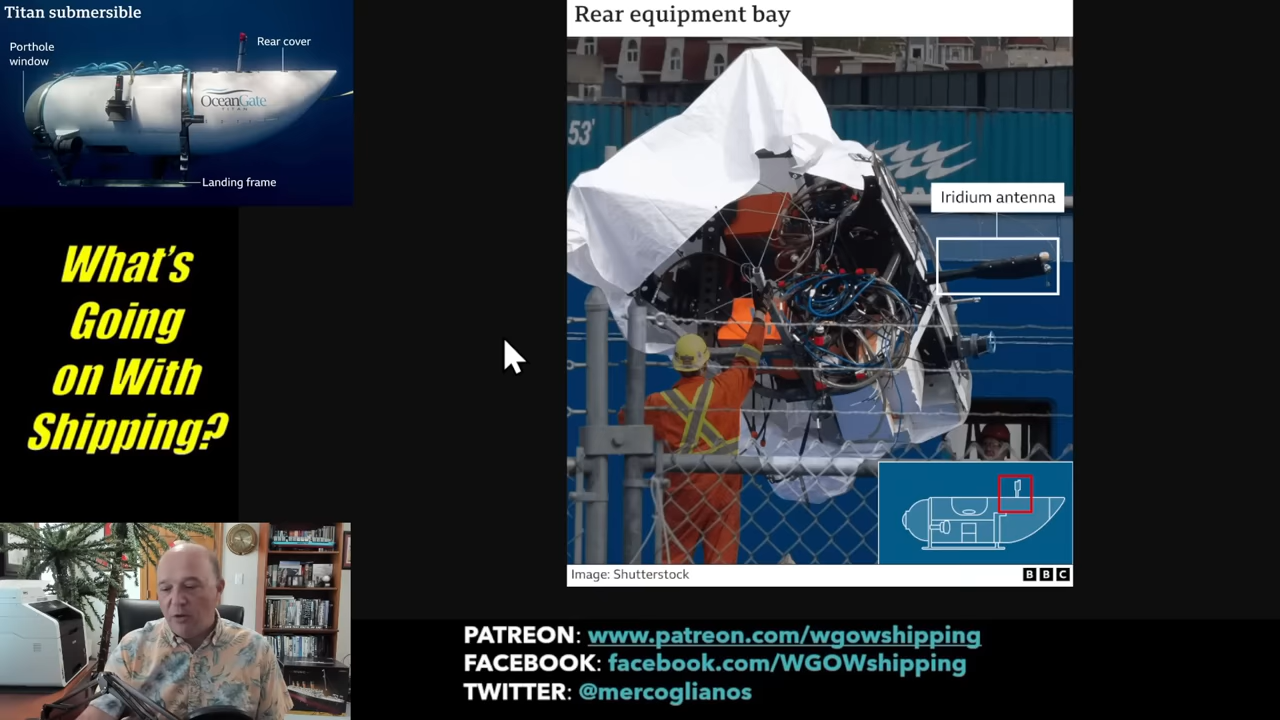 Titan submersible
Porthole
window
Rear cover
OceanGate
TITAN
Landing frame
What's
Going
on With
Shipping?
Rear equipment bay
53'
Iridium antenna
Image: Shutterstock
BBC
PATREON: www.patreon.com/wgowshipping
FACEBOOK: facebook.com/WGOWshipping
TWITTER: @mercoglianos